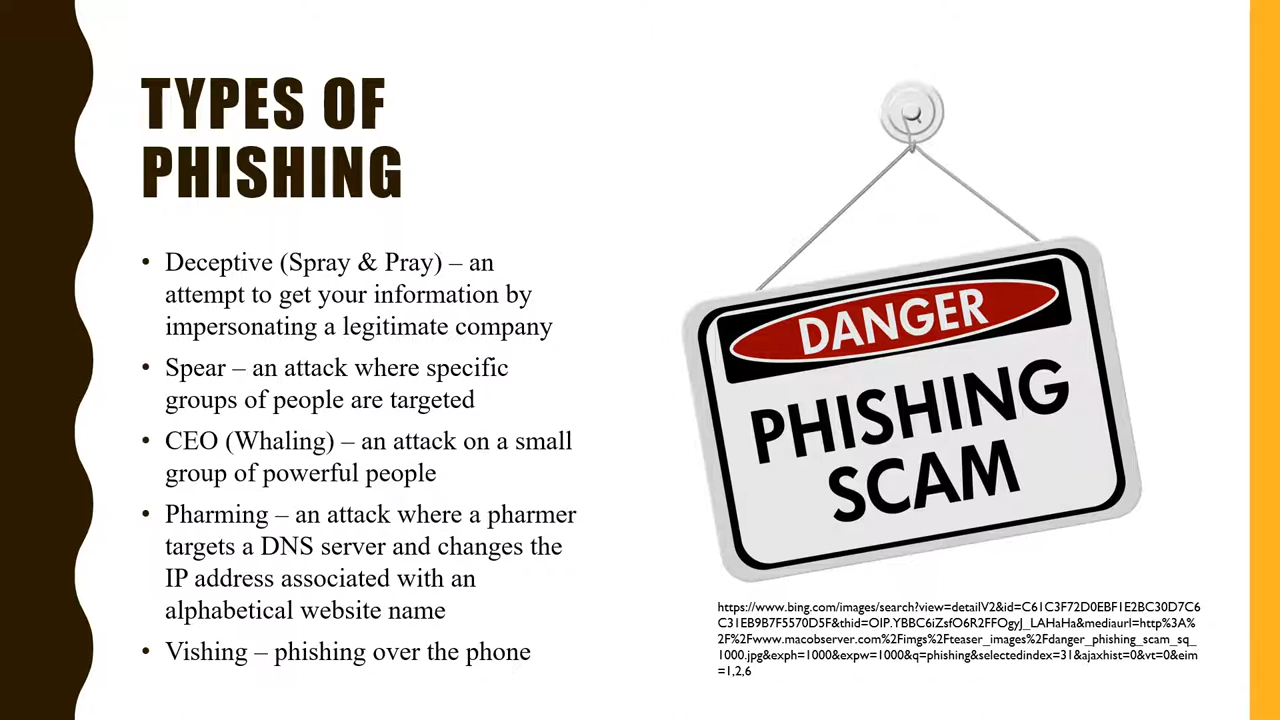 TYPES OF
PHISHING
• Deceptive (Spray & Pray) – an
attempt to get your information by
impersonating a legitimate company
• Spear – an attack where specific
groups of people are targeted
• CEO (Whaling) – an attack on a small
group of powerful people
• Pharming – an attack where a pharmer
targets a DNS server and changes the
IP address associated with an
alphabetical website name
• Vishing – phishing over the phone
DANGER
PHISHING
SCAM
https://www.bing.com/images/search?view=detailV2&id=C61C3F72D0EBF1E2BC30D7C6
C31EB9B7F5570D5F&thid=OIP.YBBC6iZsfO6R2FFOgyJ_LAHaHa&mediaurl=http%3A%
2F%2Fwww.macobserver.com%2Fimgs%2Fteaser_images%2Fdanger_phishing_scam_sq_
1000.jpg&exph=1000&expw=1000&q=phishing&selectedindex=31&ajaxhist=0&vt=0&eim
=1,2,6